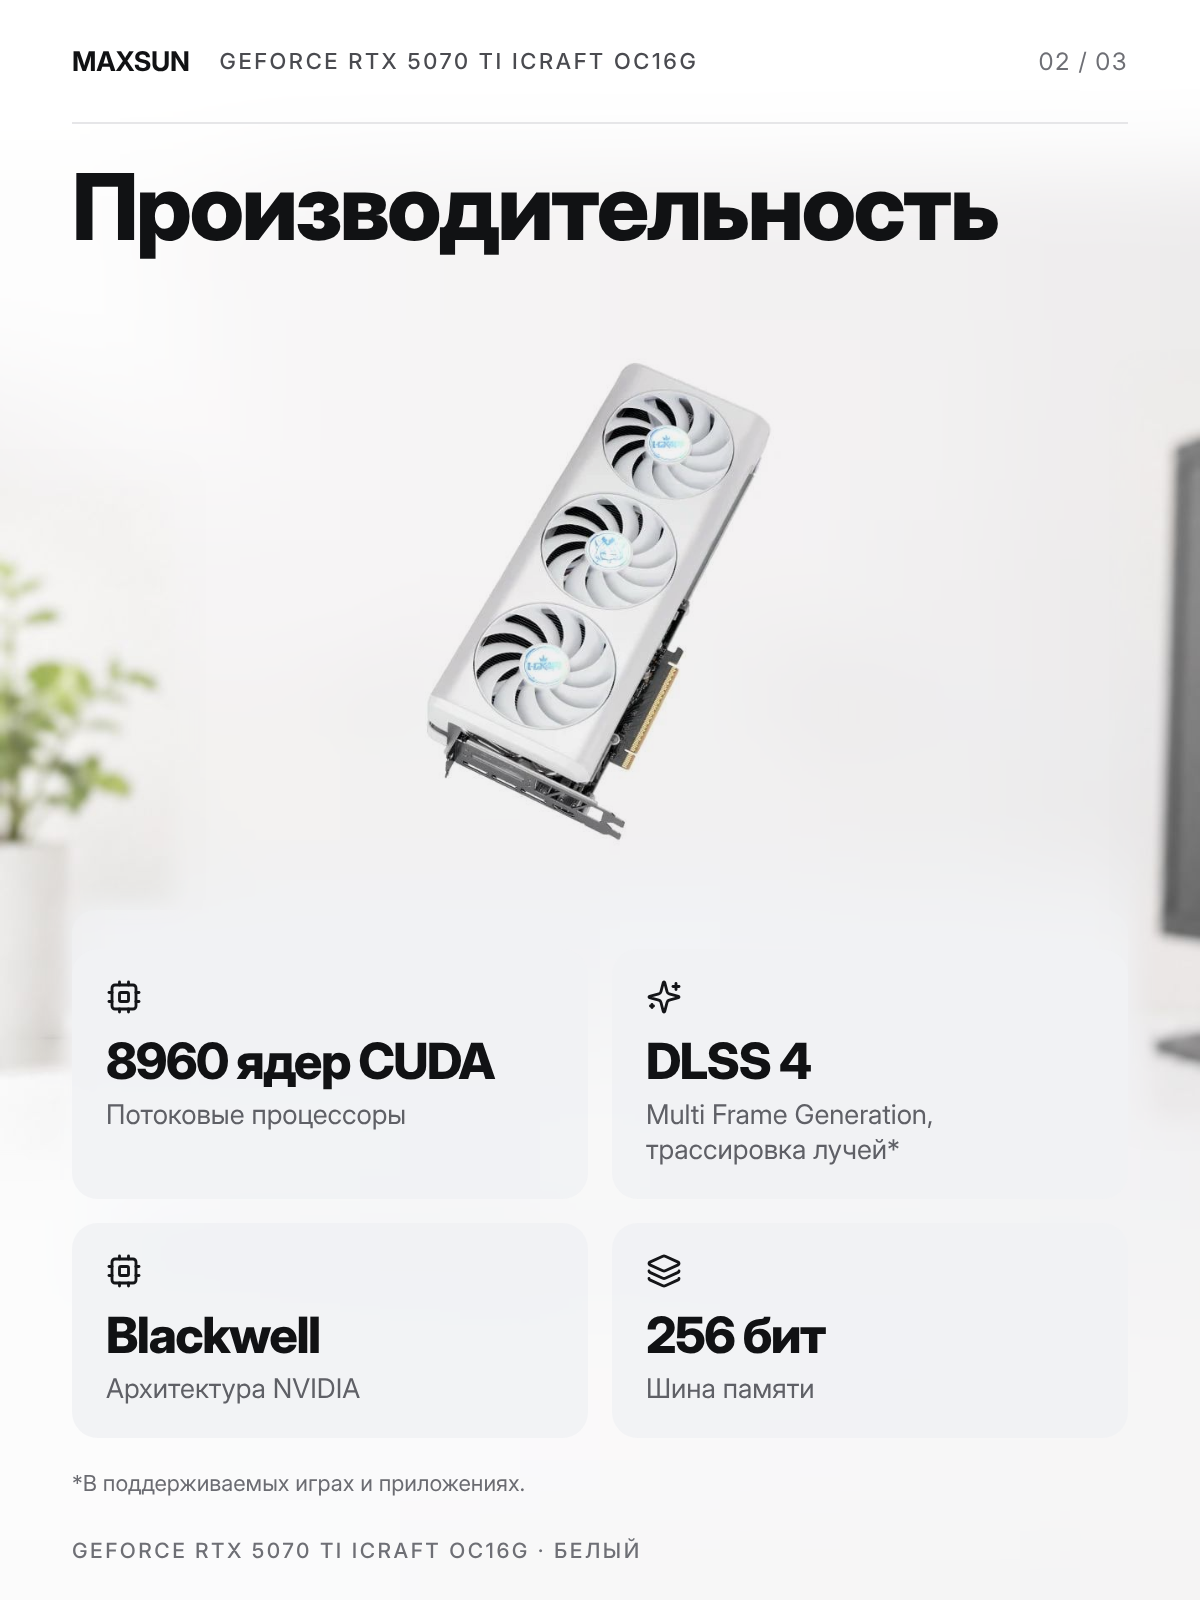 MAXSUN GEFORCE RTX 5070 TI ICRAFT OC16G 02 / 03
Производительность
8960 ядер CUDA
Потоковые процессоры
DLSS 4
Multi Frame Generation,
трассировка лучей*
Blackwell
Архитектура NVIDIA
256 бит
Шина памяти
*В поддерживаемых играх и приложениях.
GEFORCE RTX 5070 TI ICRAFT OC16G · БЕЛЫЙ